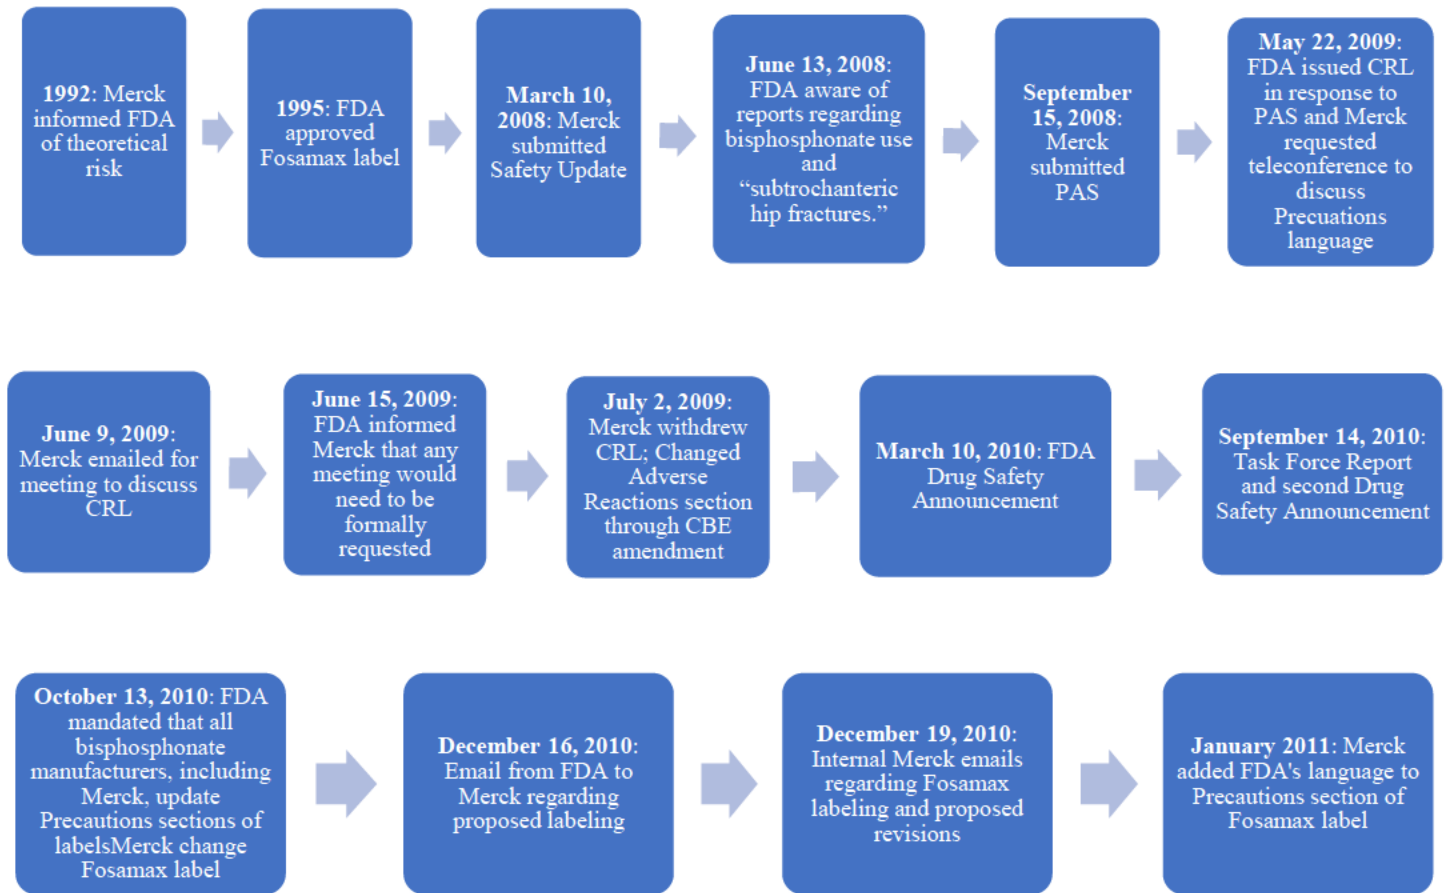 1992: Merck
informed FDA
of theoretical
risk
1995: FDA
approved
Fosamax label
March 10,
2008: Merck
submitted
Safety Update
June 13, 2008:
FDA aware of
reports regarding
bisphosphonate use
and
“subtrochanteric
hip fractures.”
September
15, 2008:
Merck
submitted
PAS
May 22, 2009:
FDA issued CRL
in response to
PAS and Merck
requested
teleconference to
discuss
Precuations
language
June 9, 2009:
Merck emailed for
meeting to discuss
CRL
June 15, 2009:
FDA informed
Merck that any
meeting would
need to be
formally
requested
July 2, 2009:
Merck withdrew
CRL; Changed
Adverse
Reactions section
through CBE
amendment
March 10, 2010: FDA
Drug Safety
Announcement
September 14, 2010:
Task Force Report
and second Drug
Safety Announcement
October 13, 2010: FDA
mandated that all
bisphosphonate
manufacturers, including
Merck, update
Precautions sections of
labelsMerck change
Fosamax label
December 16, 2010:
Email from FDA to
Merck regarding
proposed labeling
December 19, 2010:
Internal Merck emails
regarding Fosamax
labeling and proposed
revisions
January 2011: Merck
added FDA's language to
Precautions section of
Fosamax label